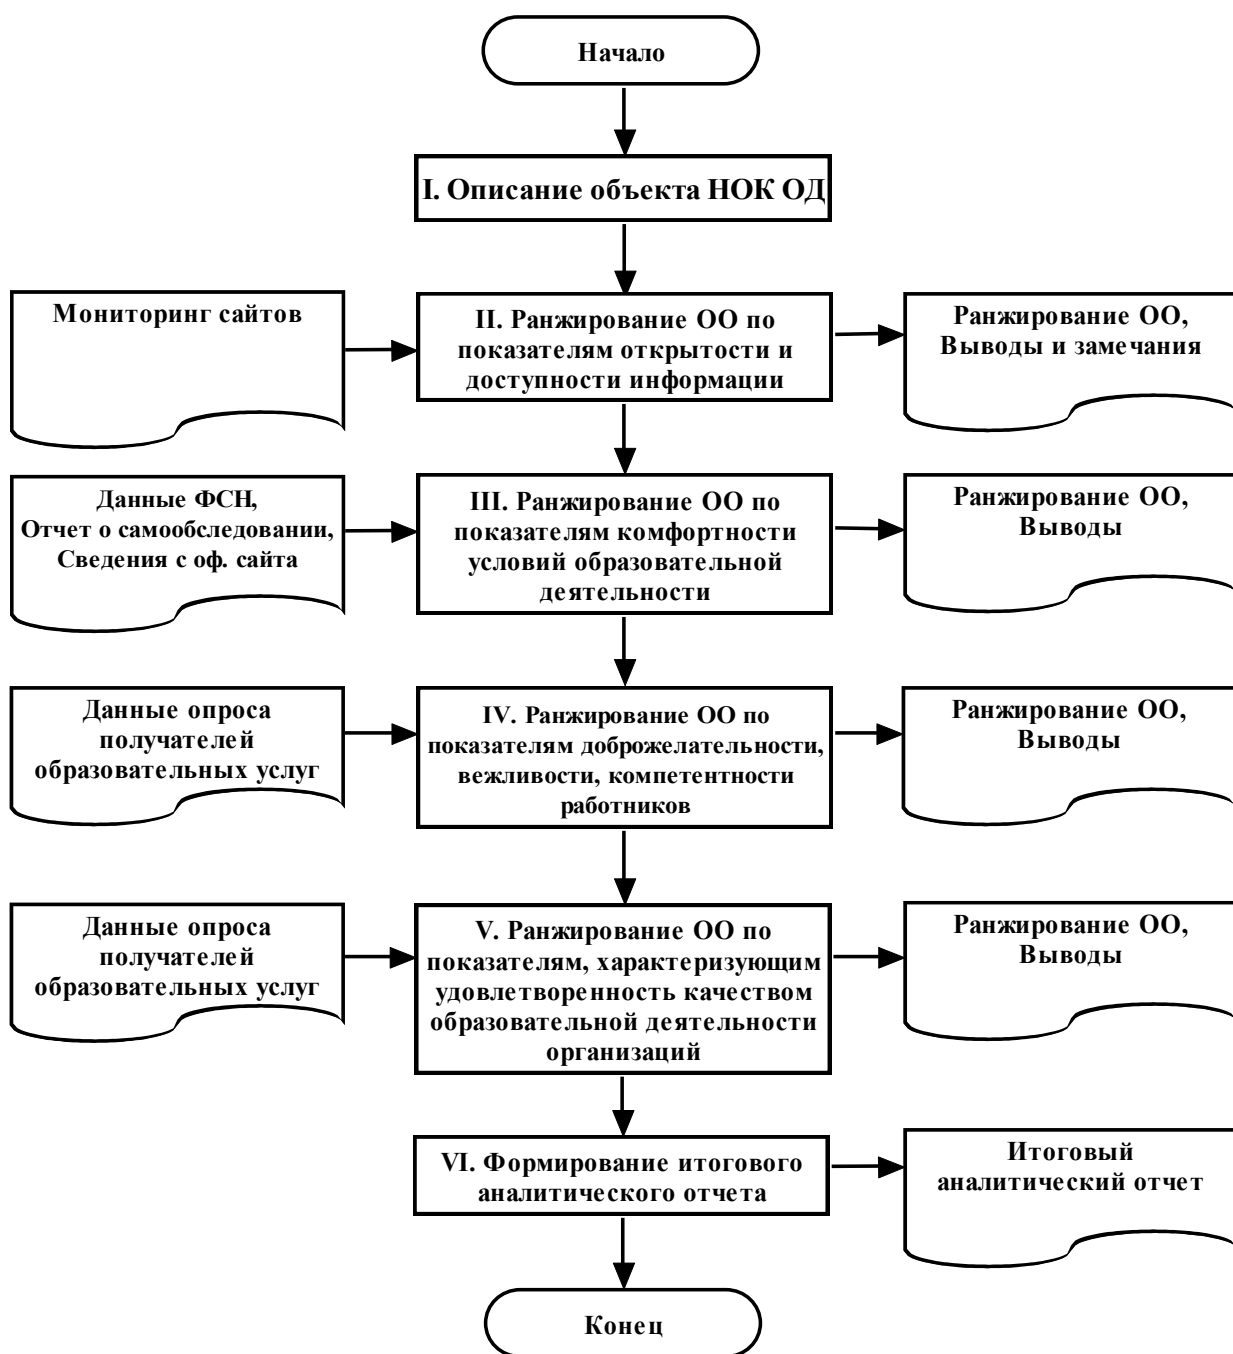 Начало
I. Описание объекта НОК ОД
Мониторинг сайтов
II. Ранжирование ОО по
показателям открытости и
доступности информации
Ранжирование ОО,
Выводы и замечания
Данные ФСН,
Отчет о самообследовании,
Сведения с оф. сайта
III. Ранжирование ОО по
показателям комфортности
условий образовательной
деятельности
Ранжирование ОО,
Выводы
Данные опроса
получателей
образовательных услуг
IV. Ранжирование ОО по
показателям доброжелательности,
вежливости, компетентности
работников
Ранжирование ОО,
Выводы
Данные опроса
получателей
образовательных услуг
V. Ранжирование ОО по
показателям, характеризующим
удовлетворенность качеством
образовательной деятельности
организаций
Ранжирование ОО,
Выводы
VI. Формирование итогового
аналитического отчета
Итоговый
аналитический отчет
Конец